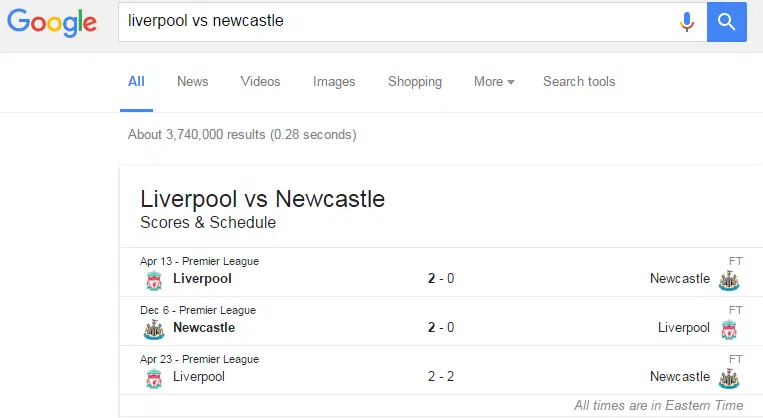 Google liverpool vs newcastle
All News Videos Images Shopping More Search tools
About 3,740,000 results (0.28 seconds)
Liverpool vs Newcastle
Scores & Schedule
Apr 13 - Premier League FT
Liverpool 2 - 0 Newcastle
Dec 6 - Premier League FT
Newcastle 2 - 0 Liverpool
Apr 23 - Premier League FT
Liverpool 2 - 2 Newcastle
All times are in Eastern Time